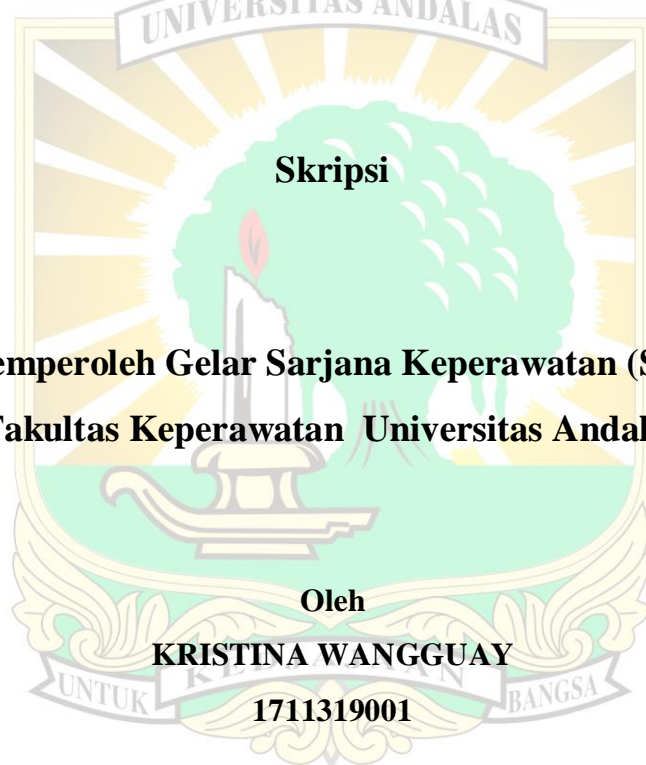 UNIVERSITAS ANDALAS
Skripsi
emperoleh Gelar Sarjana Keperawatan (S
Fakultas Keperawatan Universitas Andal
Oleh
KRISTINA WANGGUAY
UNTUK BANGSA
1711319001